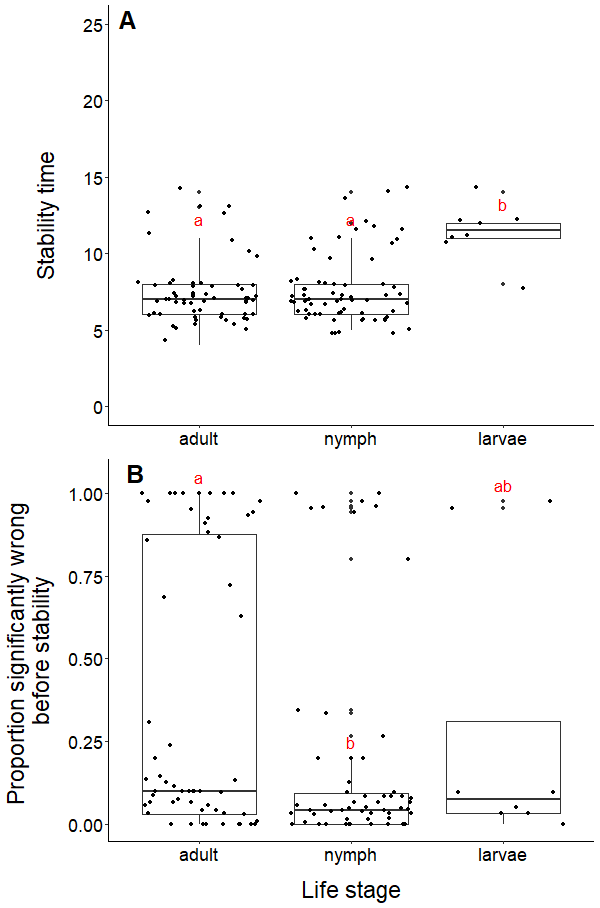 A
25
20
15
10
5
0
Stability time
a
a
b
adult nymph larvae
B
1.00
0.75
0.50
0.25
0.00
Proportion significantly wrong
before stability
a
b
ab
adult nymph larvae
Life stage